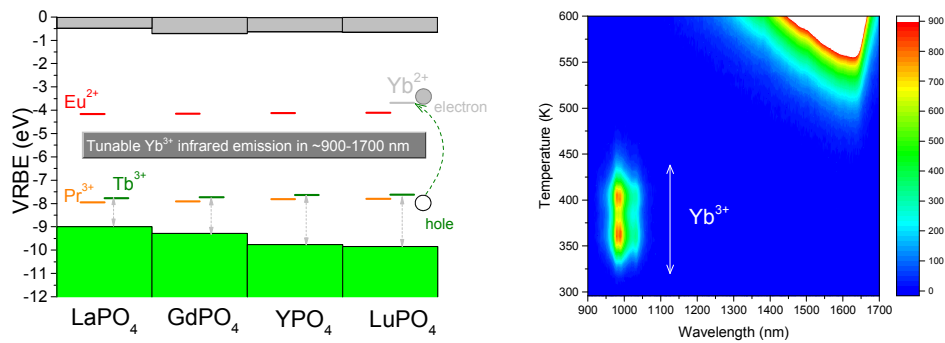 0
-1
-2
-3
-4
-5
-6
-7
-8
-9
-10
-11
-12
VRBE (eV)
Eu²⁺
Yb²⁺
electron
Tunable Yb³⁺ infrared emission in ~900-1700 nm
Pr³⁺
Tb³⁺
hole
LaPO₄ GdPO₄ YPO₄ LuPO₄
600
550
500
450
400
350
300
Temperature (K)
Yb³⁺
900 1000 1100 1200 1300 1400 1500 1600 1700
Wavelength (nm)
900
800
700
600
500
400
300
200
100
0